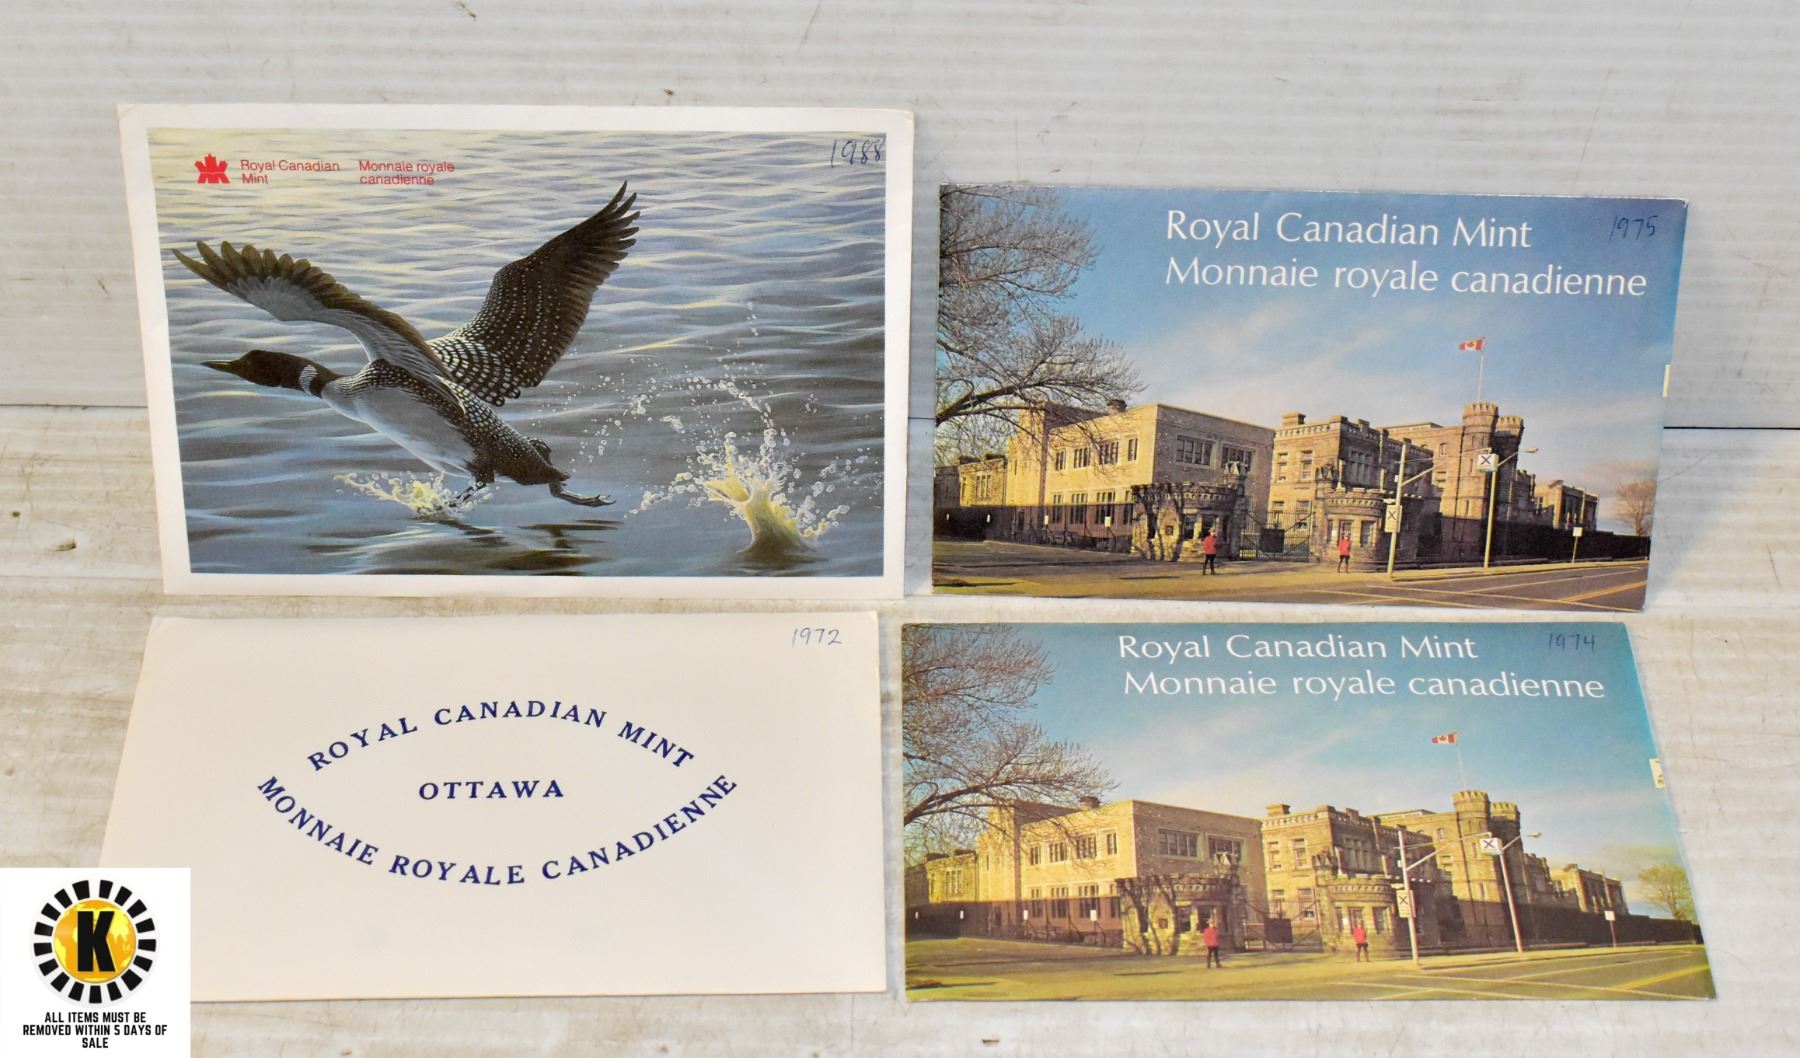 Royal Canadian Monnaie royale
Mint canadienne
1988
Royal Canadian Mint
1975
Monnaie royale canadienne
1972
ROYAL CANADIAN MINT
OTTAWA
MONNAIE ROYALE CANADIENNE
Royal Canadian Mint
1974
Monnaie royale canadienne
K
ALL ITEMS MUST BE
REMOVED WITHIN 5 DAYS OF
SALE